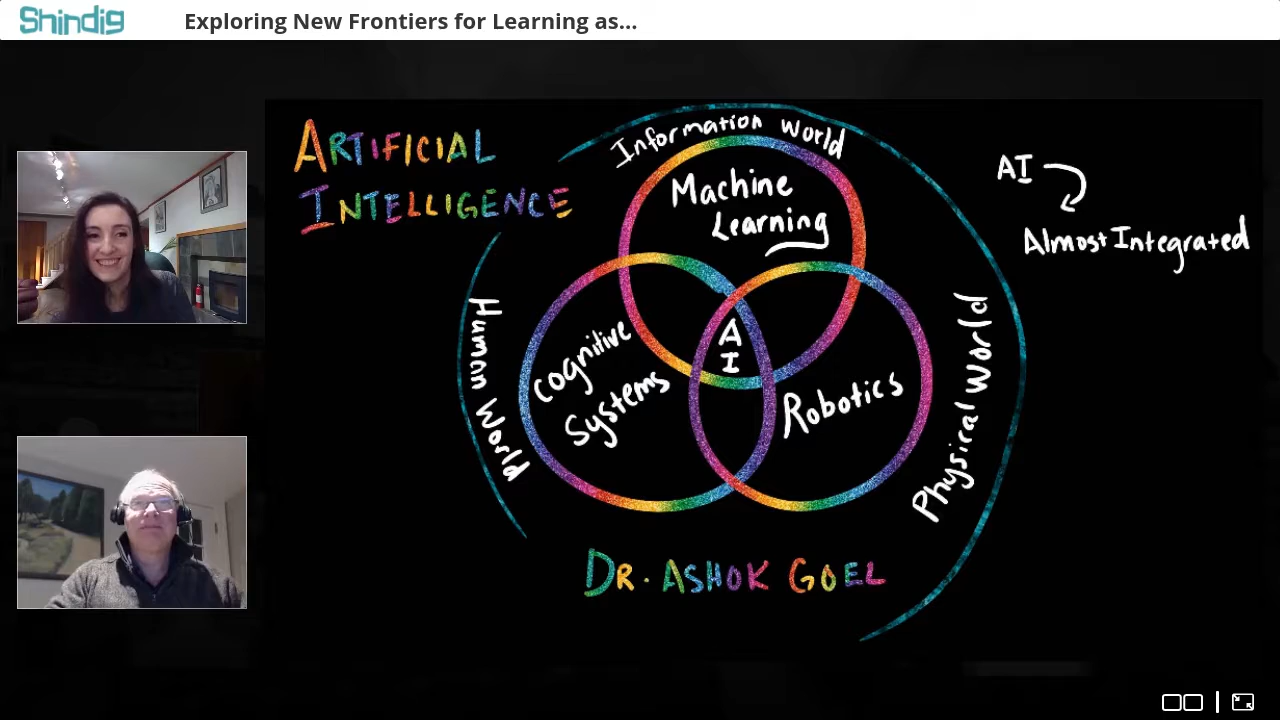 Shindig
Exploring New Frontiers for Learning as...
ARTIFICIAL
INTELLIGENCE
Information World
Machine
Learning
AI
Almost Integrated
Human World
Cognitive
Systems
A
I
Robotics
Physical World
DR. ASHOK GOEL